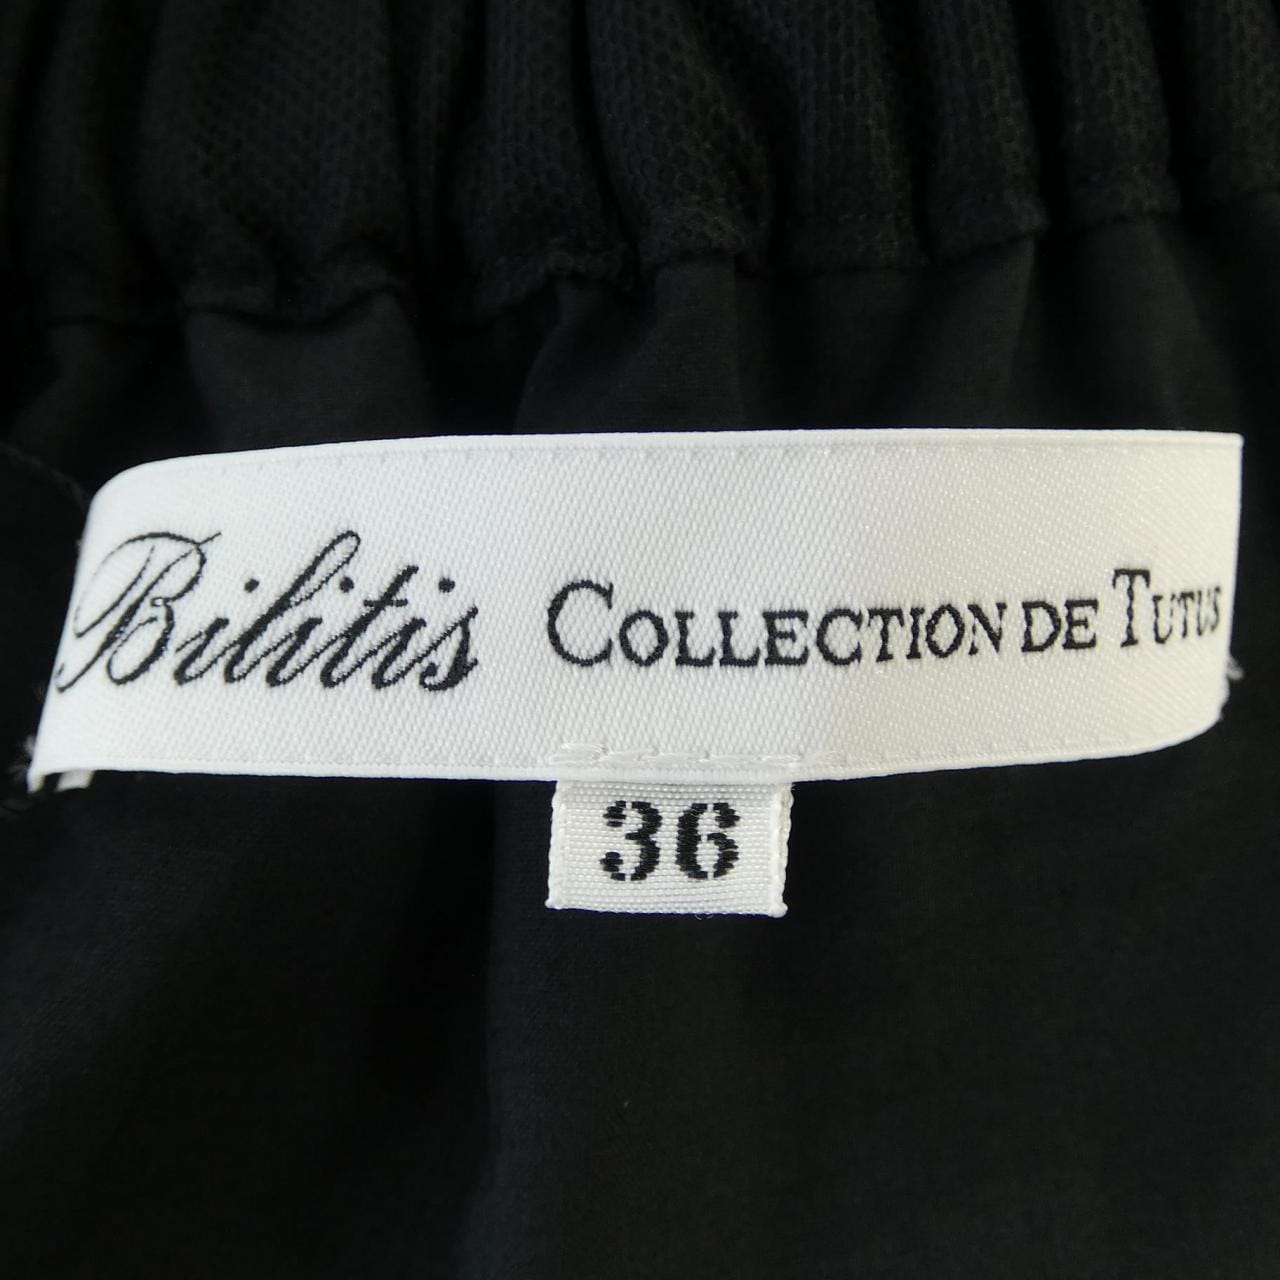 Bilitis COLLECTION DE TUTUS
36